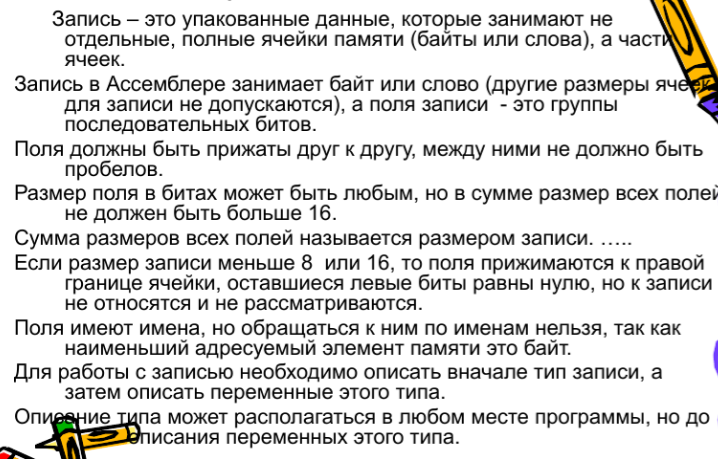 Запись – это упакованные данные, которые занимают не
отдельные, полные ячейки памяти (байты или слова), а части
ячеек.
Запись в Ассемблере занимает байт или слово (другие размеры ячеек
для записи не допускаются), а поля записи - это группы
последовательных битов.
Поля должны быть прижаты друг к другу, между ними не должно быть
пробелов.
Размер поля в битах может быть любым, но в сумме размер всех полей
не должен быть больше 16.
Сумма размеров всех полей называется размером записи. …..
Если размер записи меньше 8 или 16, то поля прижимаются к правой
границе ячейки, оставшиеся левые биты равны нулю, но к записи
не относятся и не рассматриваются.
Поля имеют имена, но обращаться к ним по именам нельзя, так как
наименьший адресуемый элемент памяти это байт.
Для работы с записью необходимо описать вначале тип записи, а
затем описать переменные этого типа.
Описание типа может располагаться в любом месте программы, но до
описания переменных этого типа.